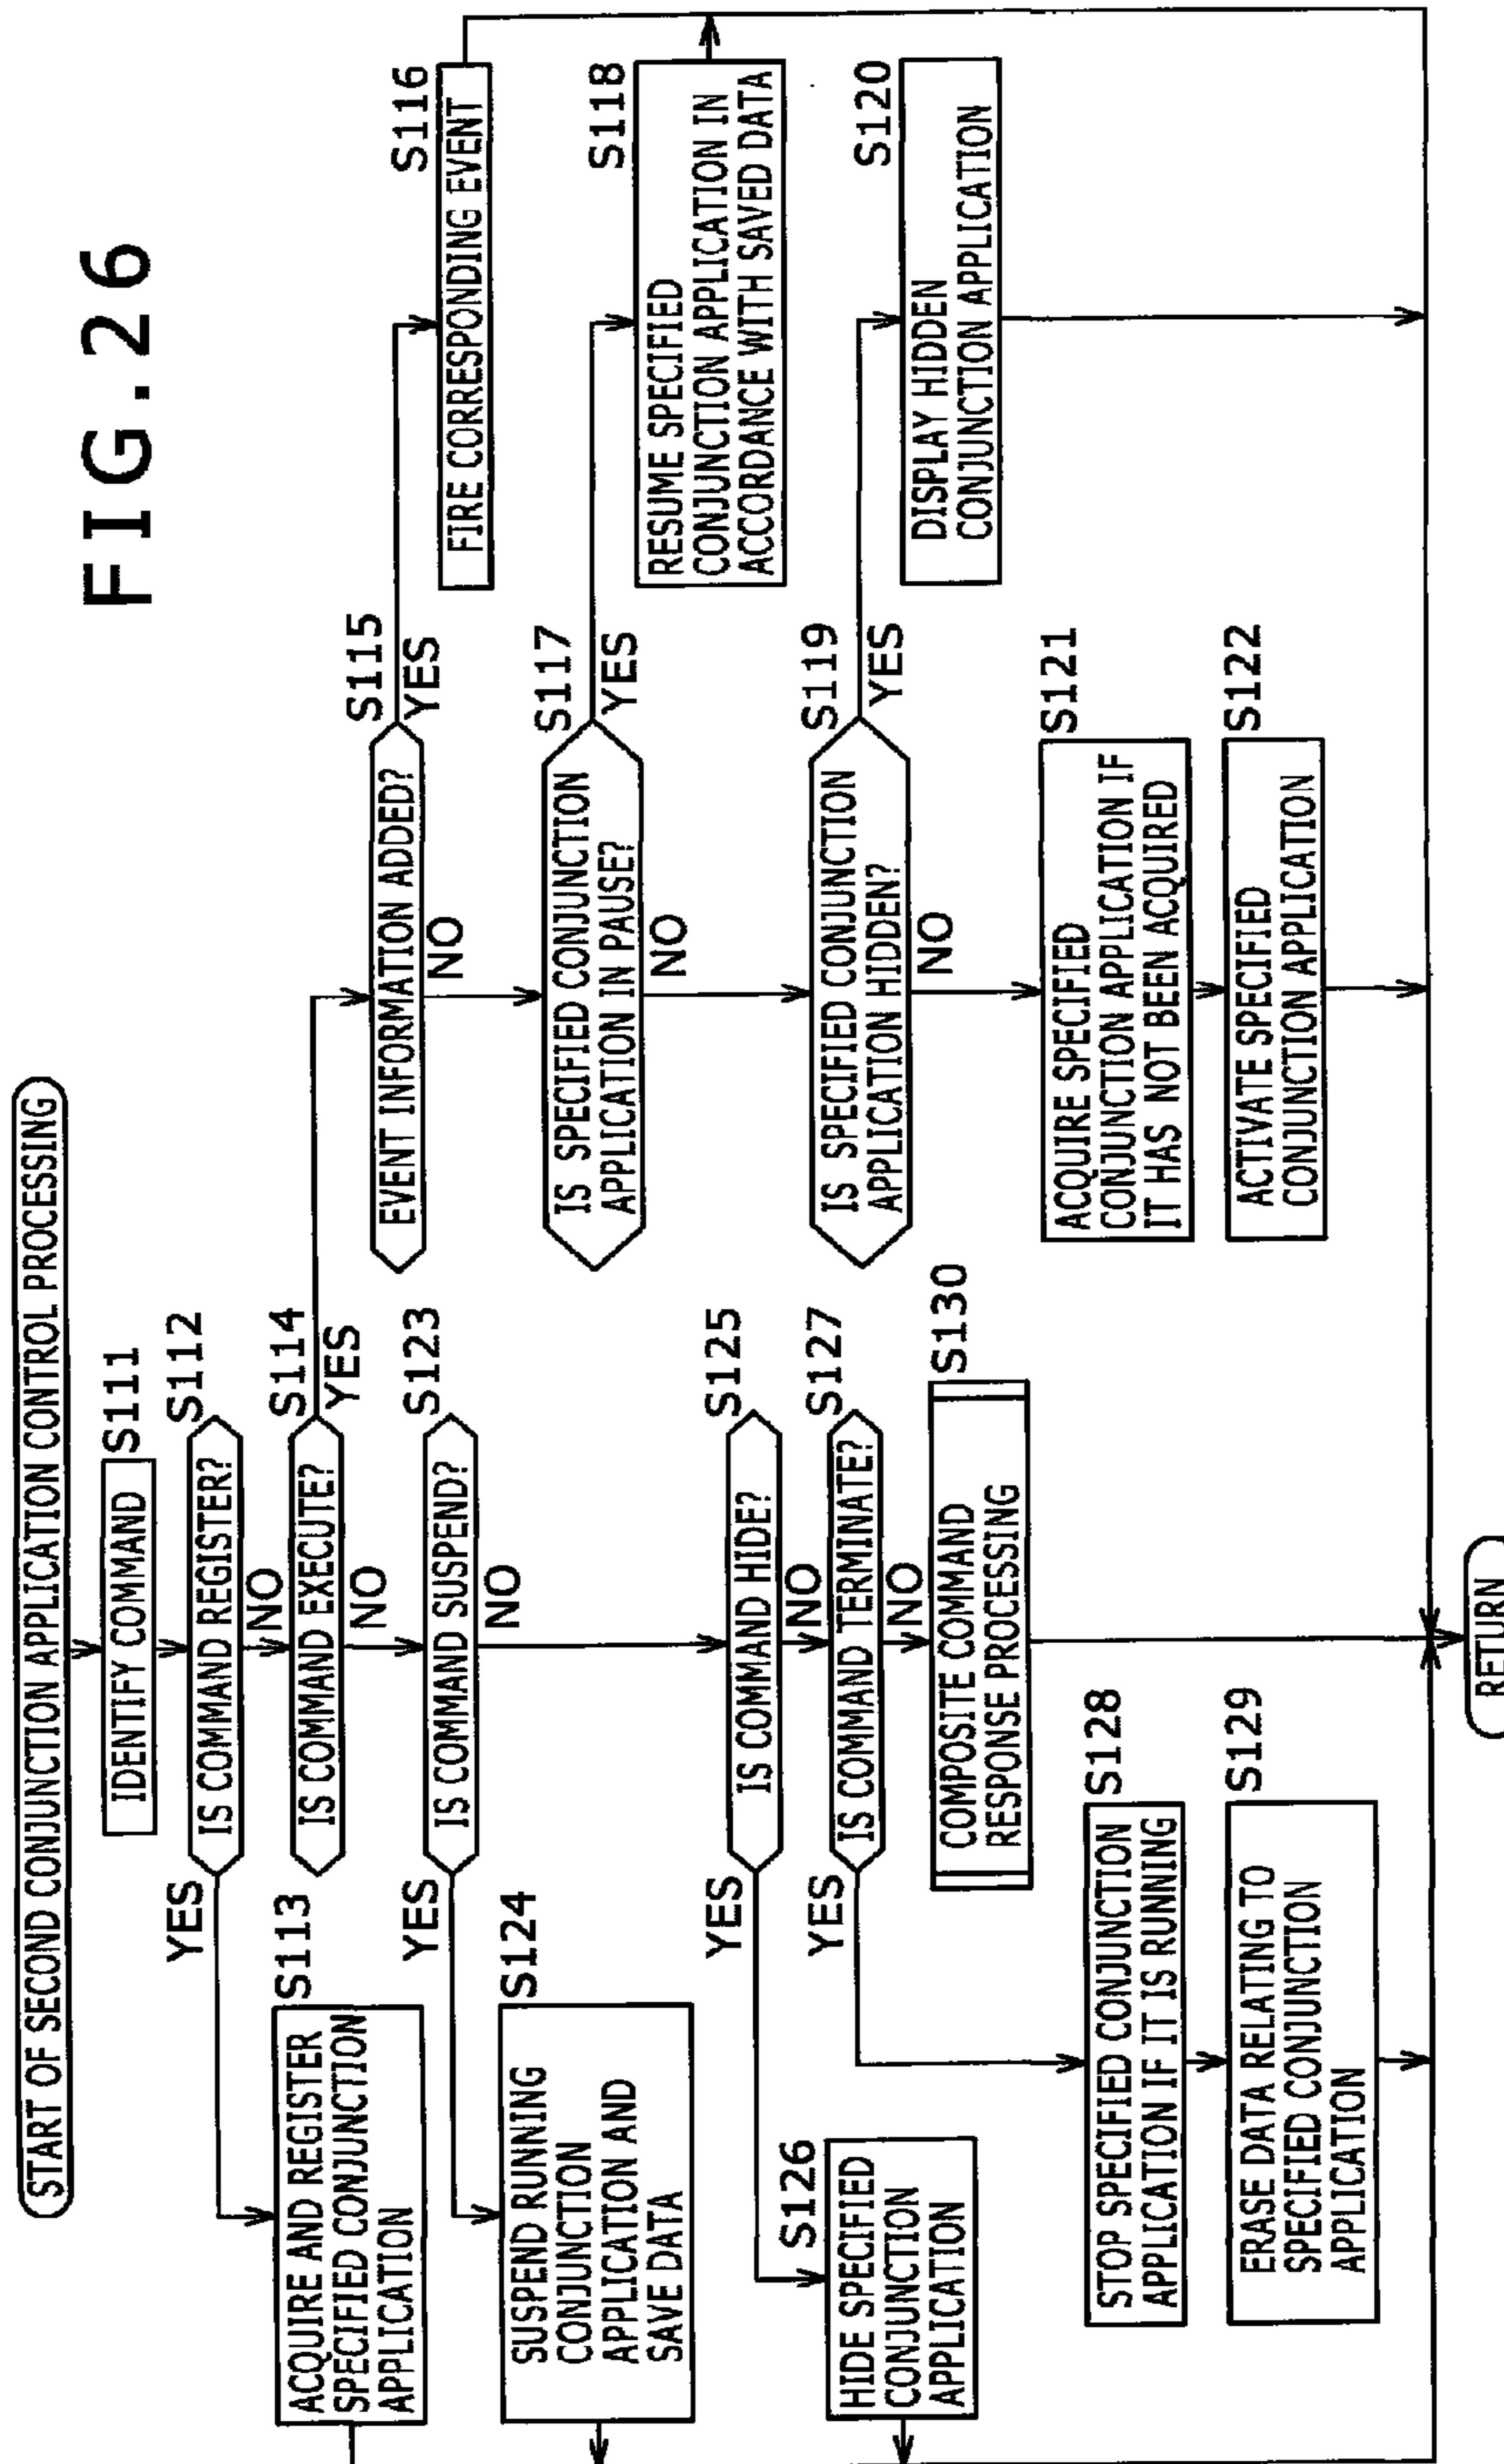 FIG.26
START OF SECOND CONJUNCTION APPLICATION CONTROL PROCESSING
S111
IDENTIFY COMMAND
S112
IS COMMAND REGISTER?
YES
NO
S113
ACQUIRE AND REGISTER
SPECIFIED CONJUNCTION
APPLICATION
S114
IS COMMAND EXECUTE?
YES
NO
S115
EVENT INFORMATION ADDED?
YES
NO
S116
FIRE CORRESPONDING EVENT
S117
IS SPECIFIED CONJUNCTION
APPLICATION IN PAUSE?
YES
NO
S118
RESUME SPECIFIED
CONJUNCTION APPLICATION IN
ACCORDANCE WITH SAVED DATA
S119
IS SPECIFIED CONJUNCTION
APPLICATION HIDDEN?
YES
NO
S120
DISPLAY HIDDEN
CONJUNCTION APPLICATION
S121
ACQUIRE SPECIFIED
CONJUNCTION APPLICATION IF
IT HAS NOT BEEN ACQUIRED
S122
ACTIVATE SPECIFIED
CONJUNCTION APPLICATION
S123
IS COMMAND SUSPEND?
YES
NO
S124
SUSPEND RUNNING
CONJUNCTION
APPLICATION AND
SAVE DATA
S125
IS COMMAND HIDE?
YES
NO
S126
HIDE SPECIFIED
CONJUNCTION
APPLICATION
S127
IS COMMAND TERMINATE?
YES
NO
S128
STOP SPECIFIED CONJUNCTION
APPLICATION IF IT IS RUNNING
S129
ERASE DATA RELATING TO
SPECIFIED CONJUNCTION
APPLICATION
S130
COMPOSITE COMMAND
RESPONSE PROCESSING
RETURN